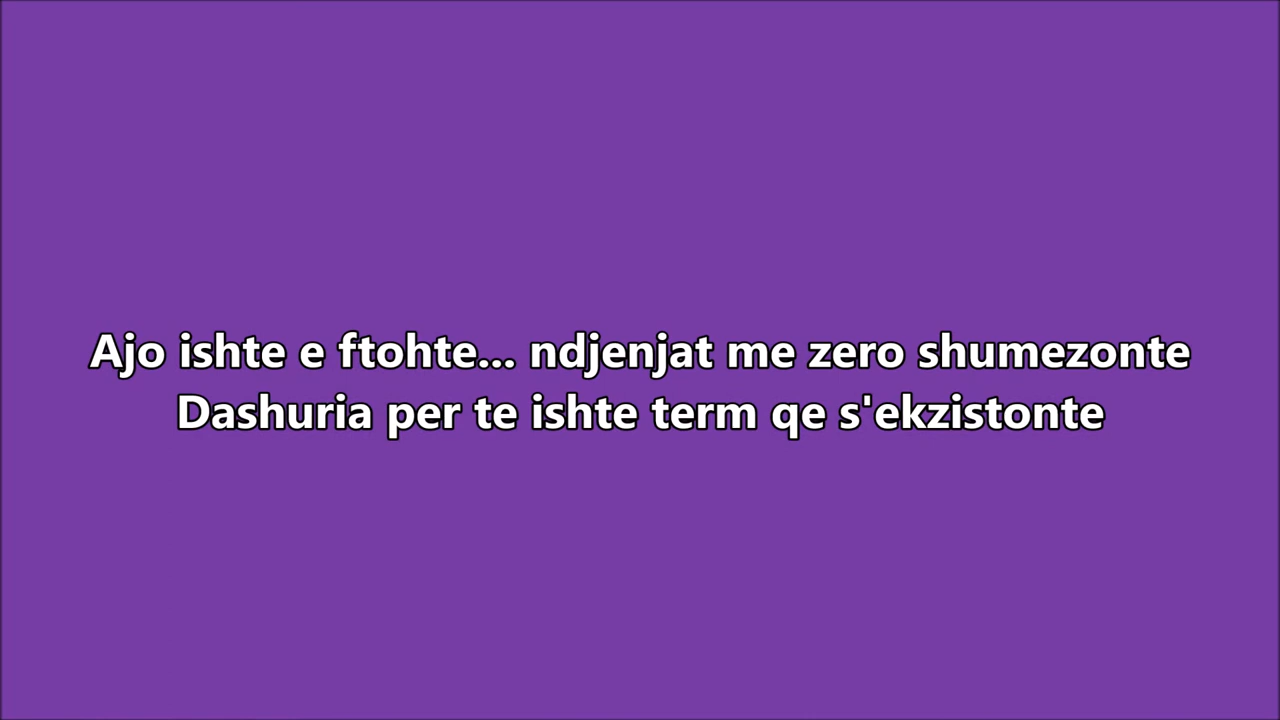 Ajo ishte e ftohte... ndjenjat me zero shumezonte
Dashuria per te ishte term qe s'ekzistonte